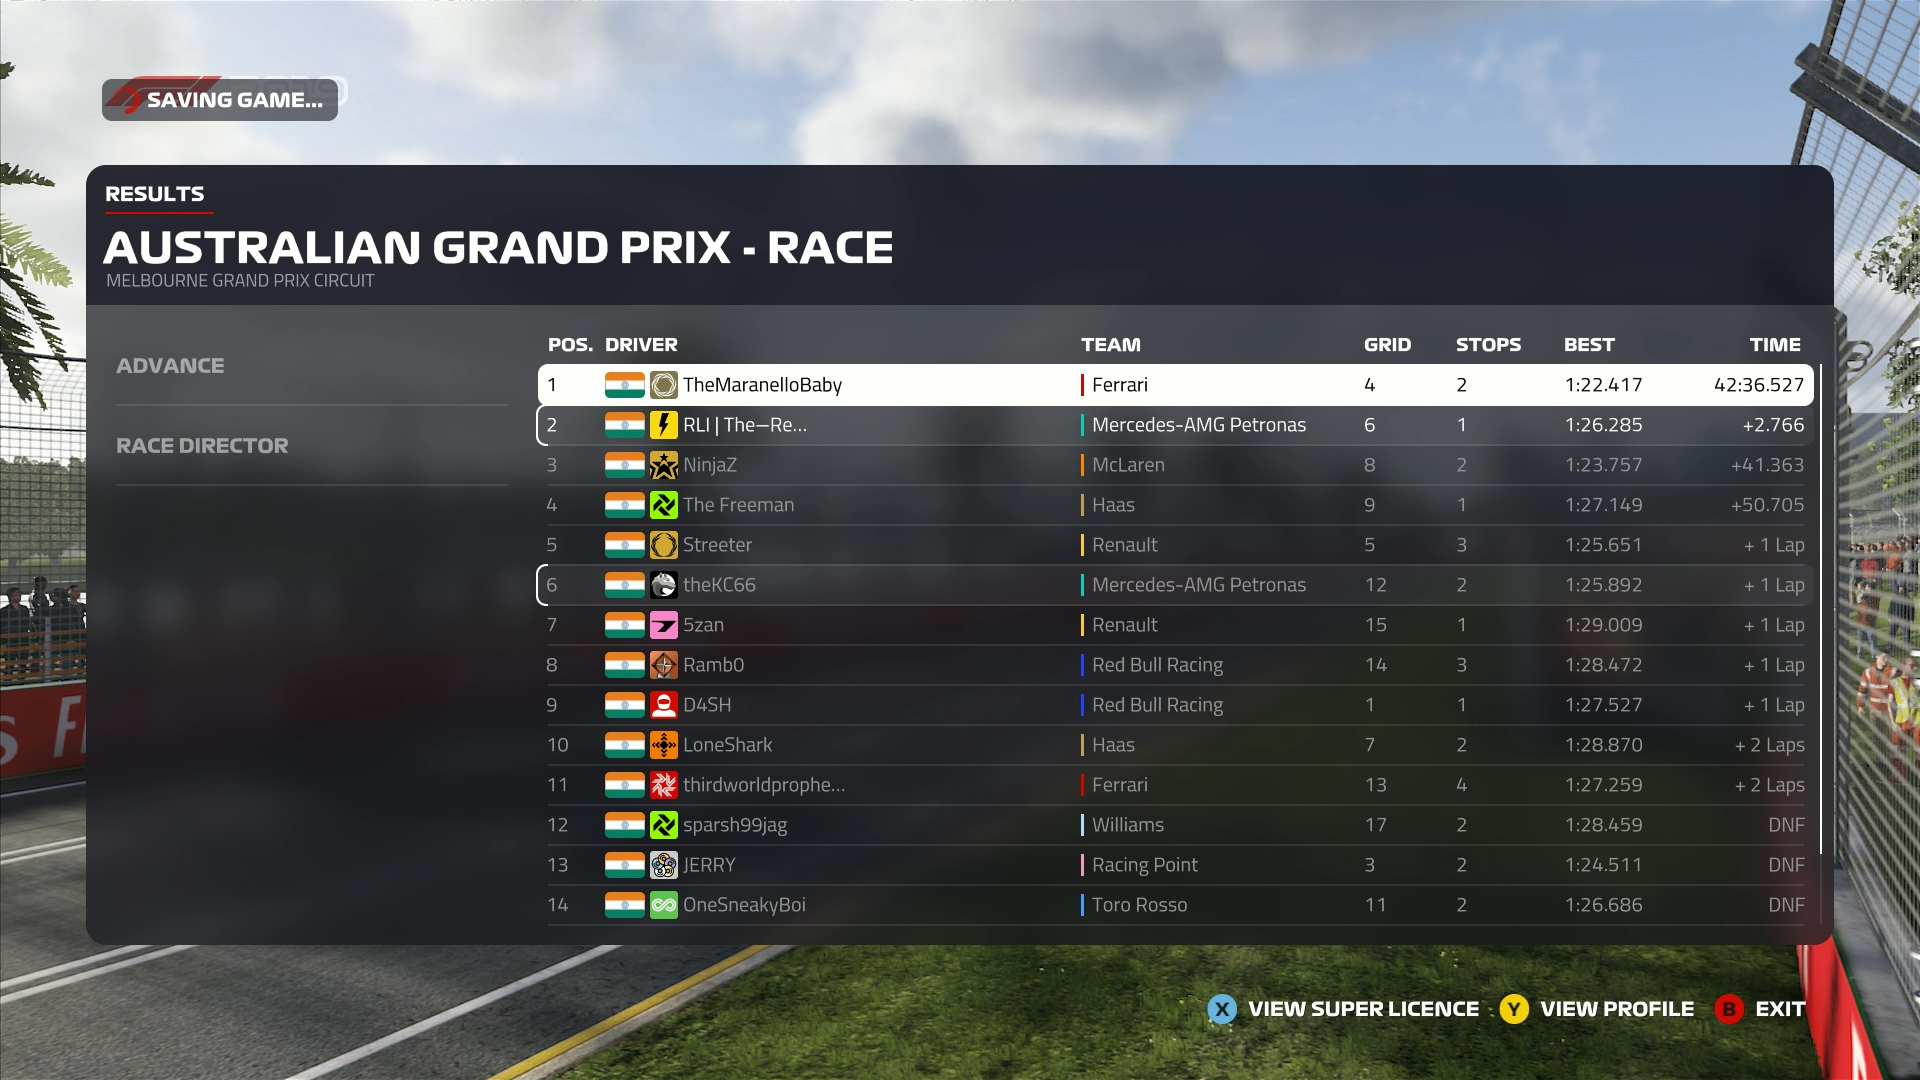 SAVING GAME...
RESULTS
AUSTRALIAN GRAND PRIX - RACE
MELBOURNE GRAND PRIX CIRCUIT
ADVANCE
RACE DIRECTOR
POS. DRIVER TEAM GRID STOPS BEST TIME
1 TheMaranelloBaby Ferrari 4 2 1:22.417 42:36.527
2 RLI | The–Re... Mercedes-AMG Petronas 6 1 1:26.285 +2.766
3 NinjaZ McLaren 8 2 1:23.757 +41.363
4 The Freeman Haas 9 1 1:27.149 +50.705
5 Streeter Renault 5 3 1:25.651 + 1 Lap
6 theKC66 Mercedes-AMG Petronas 12 2 1:25.892 + 1 Lap
7 5zan Renault 15 1 1:29.009 + 1 Lap
8 Ramb0 Red Bull Racing 14 3 1:28.472 + 1 Lap
9 D4SH Red Bull Racing 1 1 1:27.527 + 1 Lap
10 LoneShark Haas 7 2 1:28.870 + 2 Laps
11 thirdworldprophe... Ferrari 13 4 1:27.259 + 2 Laps
12 sparsh99jag Williams 17 2 1:28.459 DNF
13 JERRY Racing Point 3 2 1:24.511 DNF
14 OneSneakyBoi Toro Rosso 11 2 1:26.686 DNF
X VIEW SUPER LICENCE Y VIEW PROFILE B EXIT